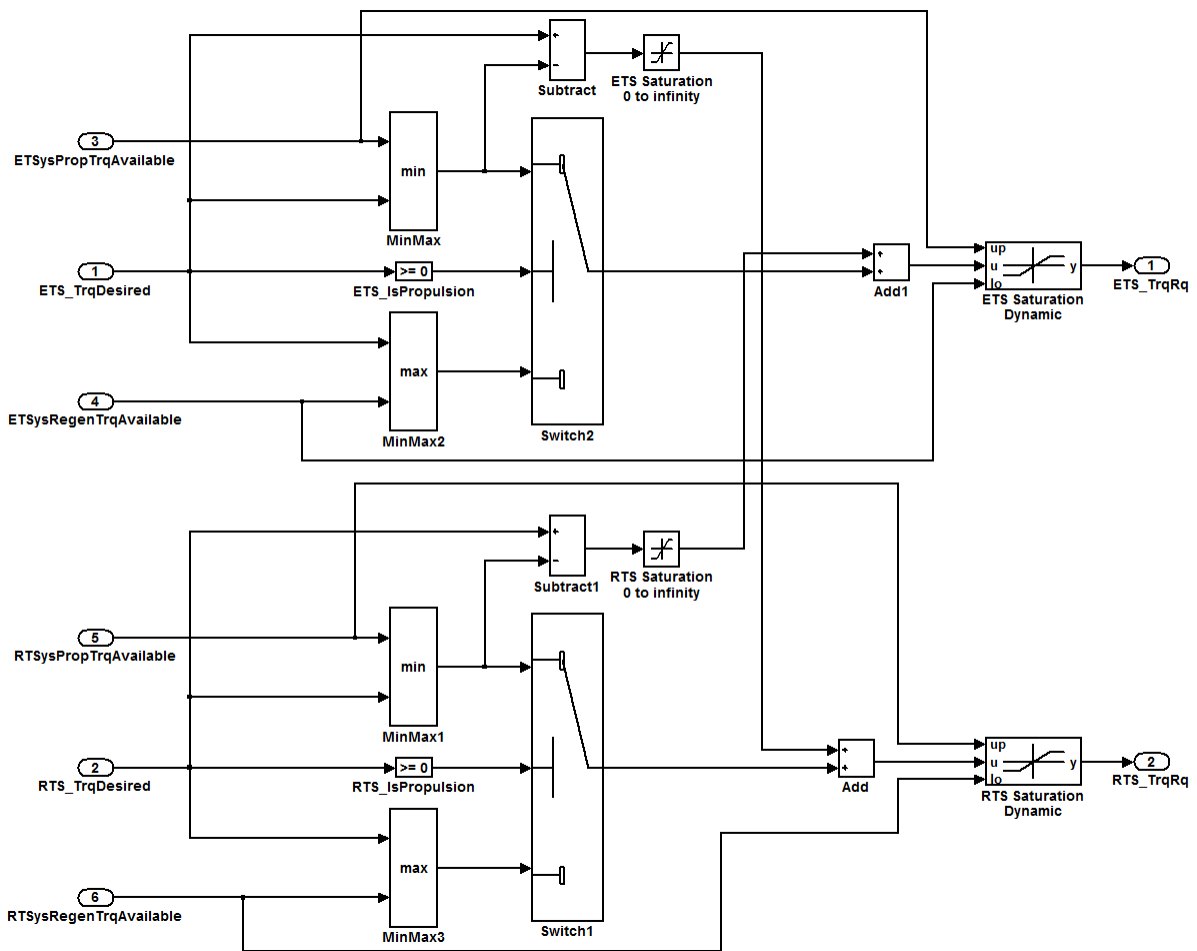 +
-
Subtract
ETS Saturation
0 to infinity
3
ETSysPropTrqAvailable
min
MinMax
up
u
lo
y
ETS Saturation
Dynamic
1
ETS_TrqRq
1
ETS_TrqDesired
>= 0
ETS_IsPropulsion
+
+
Add1
max
MinMax2
4
ETSysRegenTrqAvailable
Switch2
+
-
Subtract1
RTS Saturation
0 to infinity
5
RTSysPropTrqAvailable
min
MinMax1
2
RTS_TrqDesired
>= 0
RTS_IsPropulsion
+
+
Add
up
u
lo
y
RTS Saturation
Dynamic
2
RTS_TrqRq
max
MinMax3
6
RTSysRegenTrqAvailable
Switch1